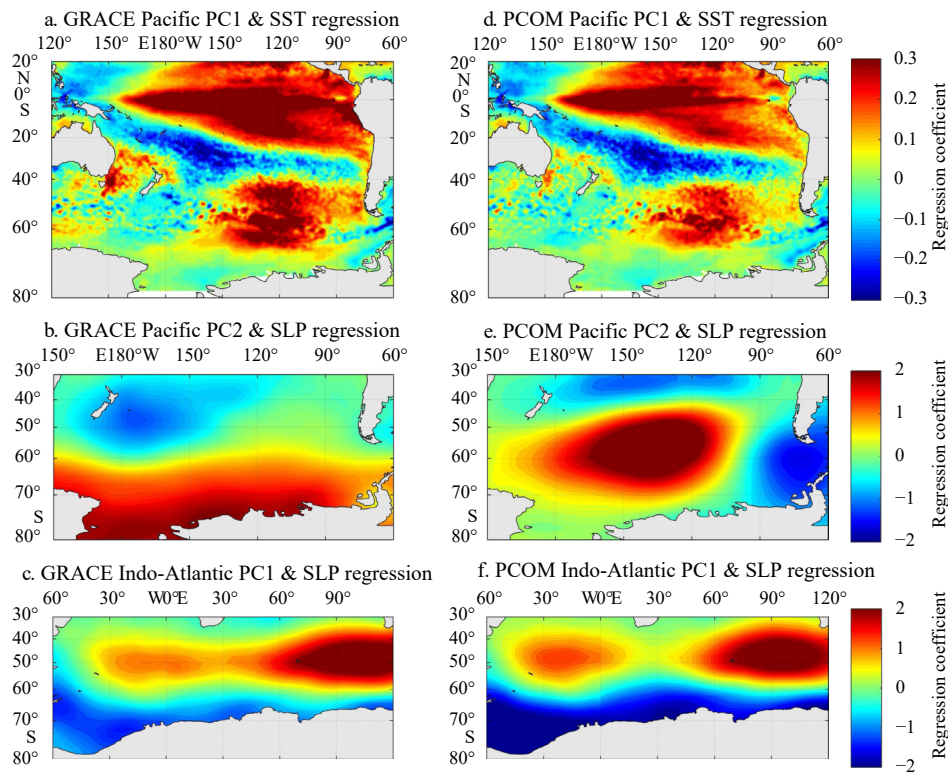 a. GRACE Pacific PC1 & SST regression
120° 150° E180°W 150° 120° 90° 60°
20°
N
0°
S
20°
40°
60°
80°
d. PCOM Pacific PC1 & SST regression
120° 150° E180°W 150° 120° 90° 60°
20°
N
0°
S
20°
40°
60°
80°
0.3
0.2
0.1
0
−0.1
−0.2
−0.3
Regression coefficient
b. GRACE Pacific PC2 & SLP regression
150° E180°W 150° 120° 90° 60°
30°
40°
50°
60°
70°
S
80°
e. PCOM Pacific PC2 & SLP regression
150° E180°W 150° 120° 90° 60°
30°
40°
50°
60°
70°
S
80°
2
1
0
−1
−2
Regression coefficient
c. GRACE Indo-Atlantic PC1 & SLP regression
60° 30° W0°E 30° 60° 90°
30°
40°
50°
60°
70°
S
80°
f. PCOM Indo-Atlantic PC1 & SLP regression
60° 30° W0°E 30° 60° 90° 120°
30°
40°
50°
60°
70°
S
80°
2
1
0
−1
−2
Regression coefficient